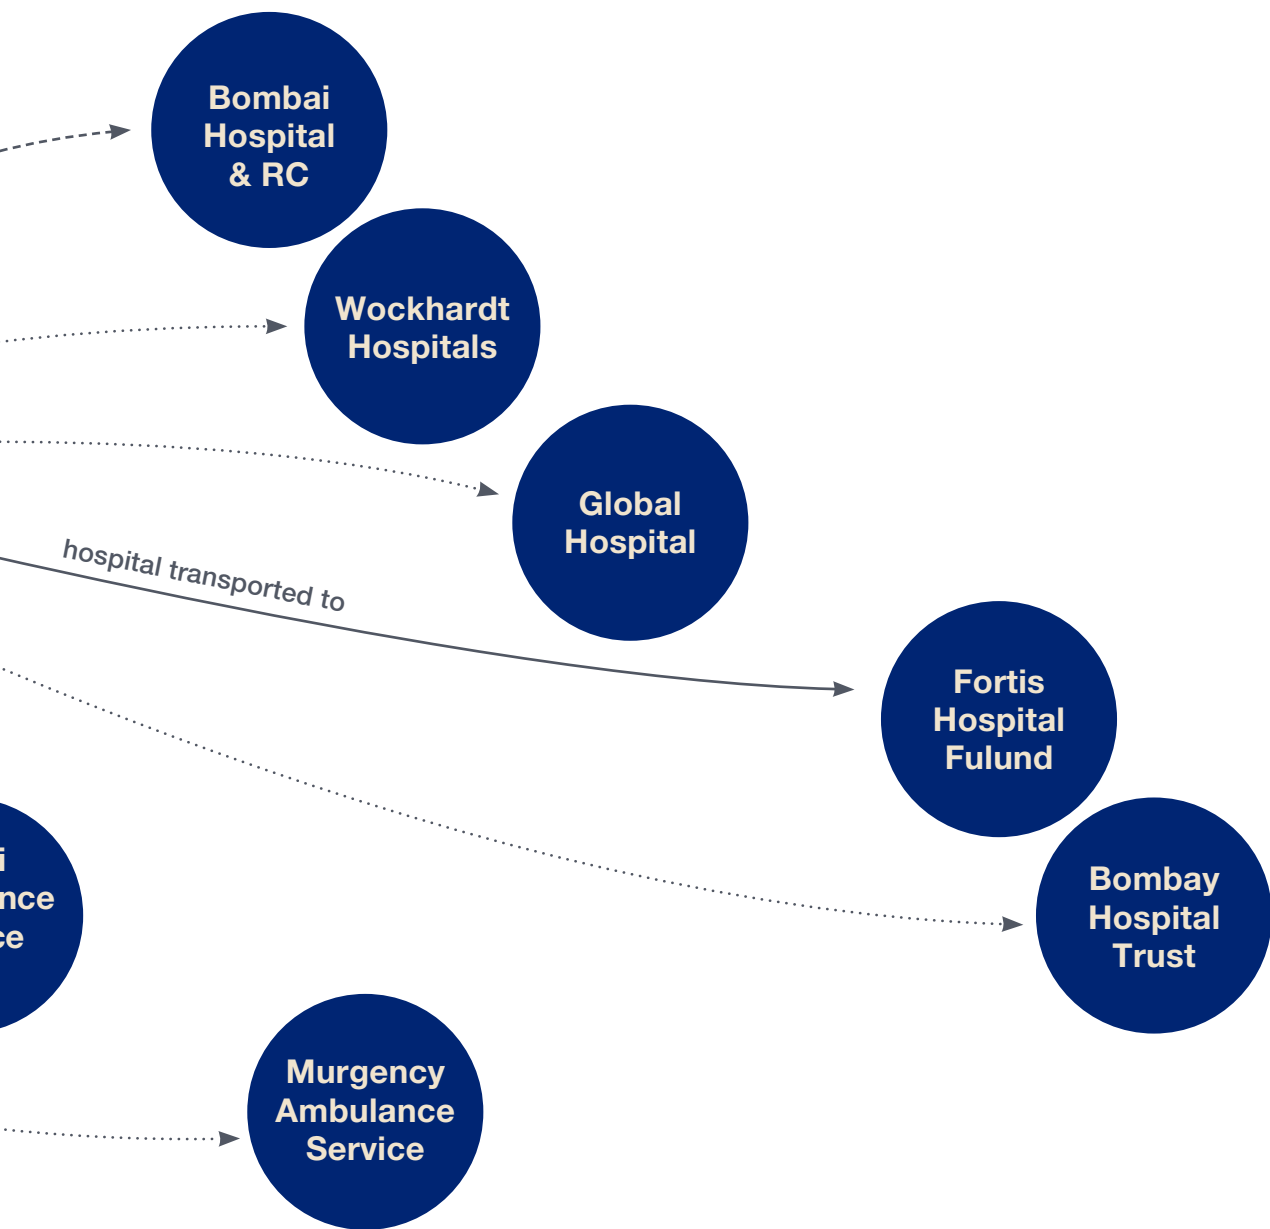 Bombai
Hospital
& RC
Wockhardt
Hospitals
Global
Hospital
hospital transported to
Fortis
Hospital
Fulund
Bombay
Hospital
Trust
Murgency
Ambulance
Service